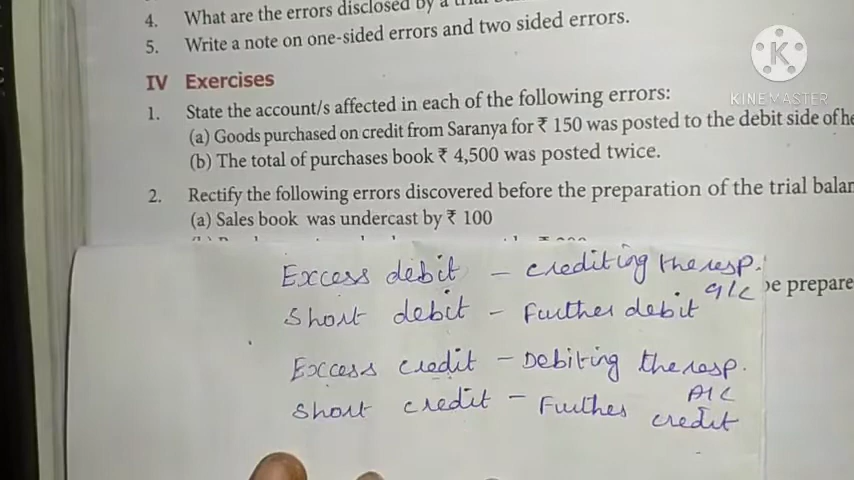 4. What are the errors disclosed by a
5. Write a note on one-sided errors and two sided errors.
IV Exercises
1. State the account/s affected in each of the following errors:
(a) Goods purchased on credit from Saranya for ₹ 150 was posted to the debit side of
(b) The total of purchases book ₹ 4,500 was posted twice.
2. Rectify the following errors discovered before the preparation of the trial
(a) Sales book was undercast by ₹ 100
be prepare
Excess debit - crediting the resp.
A/C
Short debit - Further debit
Excess credit - Debiting the resp.
A/C
Short credit - Further credit
K
KINEMASTER